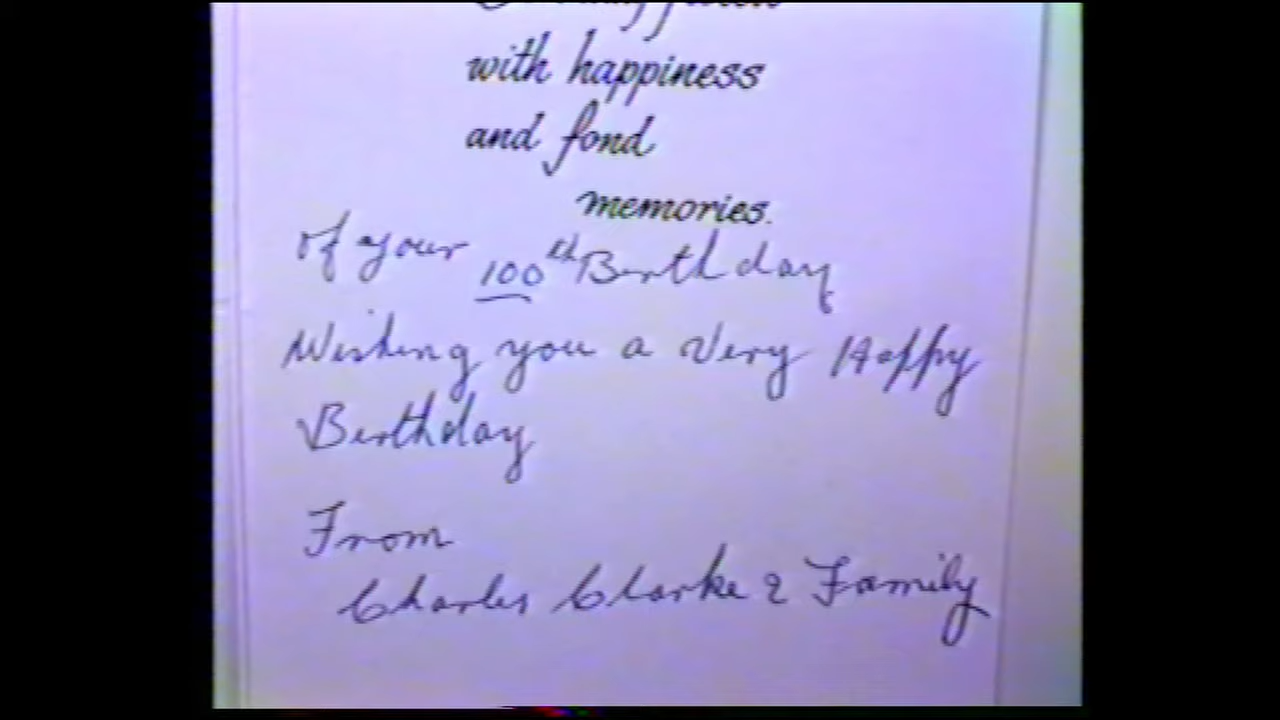 with happiness
and fond
memories.
of your 100th Birthday
Wishing you a Very Happy
Birthday
From
Charles Clarke & Family